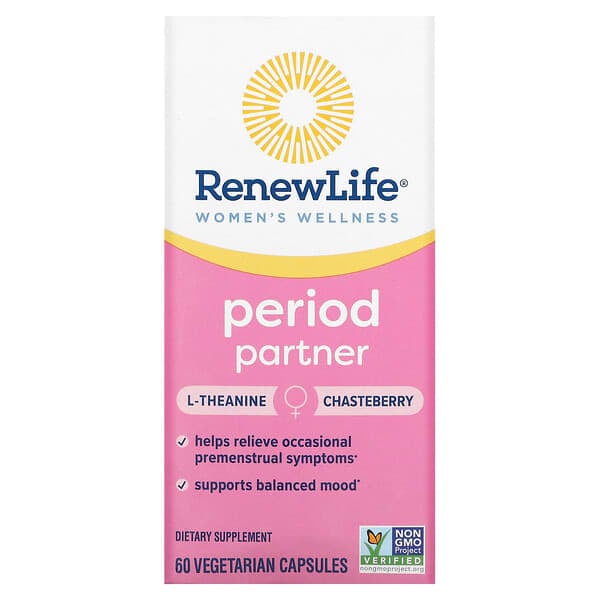 RenewLife®
WOMEN'S WELLNESS
period
partner
L-THEANINE
CHASTEBERRY
helps relieve occasional
premenstrual symptoms*
supports balanced mood*
DIETARY SUPPLEMENT
60 VEGETARIAN CAPSULES
NON
GMO
Project
VERIFIED
nongmoproject.org